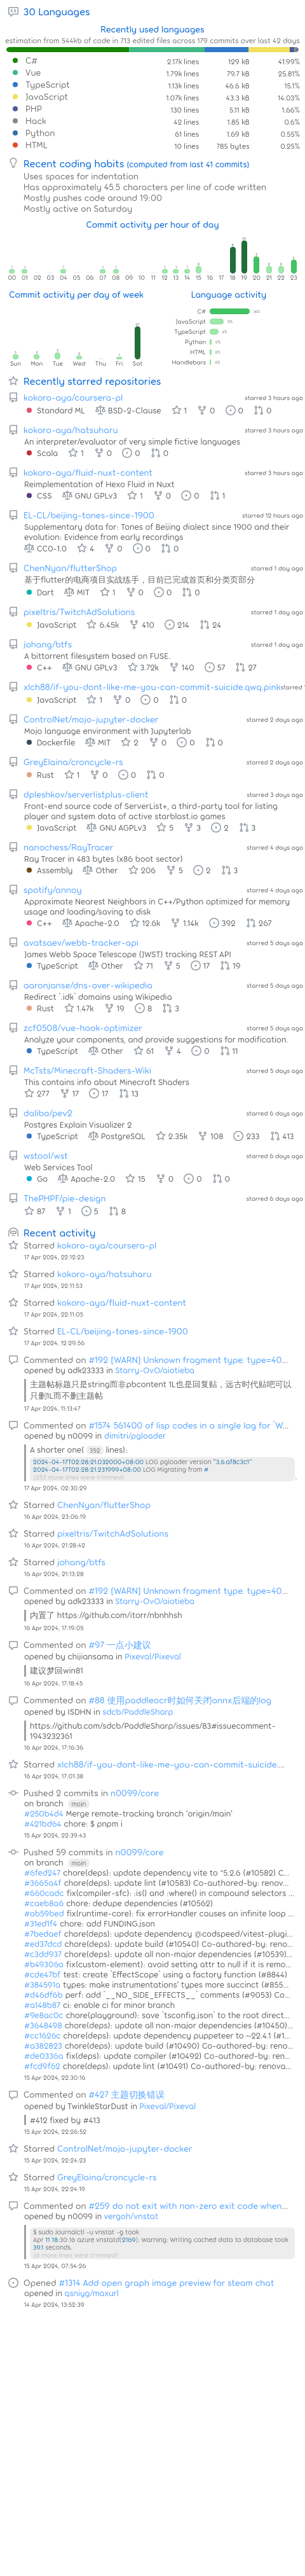 30 Languages
Recently used languages
estimation from 544kb of code in 713 edited files across 179 commits over last 42 days
C# 2.17k lines 129 kB 41.99%
Vue 1.79k lines 79.7 kB 25.81%
TypeScript 1.13k lines 46.6 kB 15.1%
JavaScript 1.07k lines 43.3 kB 14.03%
PHP 130 lines 5.11 kB 1.66%
Hack 42 lines 1.85 kB 0.6%
Python 61 lines 1.69 kB 0.55%
HTML 10 lines 785 bytes 0.25%
Recent coding habits (computed from last 41 commits)
Uses spaces for indentation
Has approximately 45.5 characters per line of code written
Mostly pushes code around 19:00
Mostly active on Saturday
Commit activity per hour of day
00 01 02 03 04 05 06 07 08 09 10 11 12 13 14 15 16 17 18 19 20 21 22 23
Commit activity per day of week
Sun Mon Tue Wed Thu Fri Sat
Language activity
C#
JavaScript
TypeScript
Python
HTML
Handlebars
Recently starred repositories
kokoro-aya/coursera-pl starred 3 hours ago
Standard ML BSD-2-Clause 1 0 0 0
kokoro-aya/hatsuharu starred 3 hours ago
An interpreter/evaluator of very simple fictive languages
Scala 1 0 0 0
kokoro-aya/fluid-nuxt-content starred 3 hours ago
Reimplementation of Hexo Fluid in Nuxt
CSS GNU GPLv3 1 0 0 1
EL-CL/beijing-tones-since-1900 starred 12 hours ago
Supplementary data for: Tones of Beijing dialect since 1900 and their
evolution: Evidence from early recordings
CC0-1.0 4 0 0 0
ChenNyan/flutterShop starred 1 day ago
基于flutter的电商项目实战练手，目前已完成首页和分类页部分
Dart MIT 1 0 0 0
pixeltris/TwitchAdSolutions starred 1 day ago
JavaScript 6.45k 410 214 24
johang/btfs starred 1 day ago
A bittorrent filesystem based on FUSE.
C++ GNU GPLv3 3.72k 140 57 27
xlch88/if-you-dont-like-me-you-can-commit-suicide.qwq.pink starred 1
JavaScript 1 0 0 0
ControlNet/mojo-jupyter-docker starred 2 days ago
Mojo language environment with Jupyterlab
Dockerfile MIT 2 0 0 0
GreyElaina/croncycle-rs starred 2 days ago
Rust 1 0 0 0
dpleshkov/serverlistplus-client starred 3 days ago
Front-end source code of ServerList+, a third-party tool for listing
player and system data of active starblast.io games
JavaScript GNU AGPLv3 5 3 2 3
nanochess/RayTracer starred 4 days ago
Ray Tracer in 483 bytes (x86 boot sector)
Assembly Other 206 5 2 3
spotify/annoy starred 4 days ago
Approximate Nearest Neighbors in C++/Python optimized for memory
usage and loading/saving to disk
C++ Apache-2.0 12.6k 1.14k 392 267
avatsaev/webb-tracker-api starred 5 days ago
James Webb Space Telescope (JWST) tracking REST API
TypeScript Other 71 5 17 19
aaronjanse/dns-over-wikipedia starred 5 days ago
Redirect `.idk` domains using Wikipedia
Rust 1.47k 19 8 3
zcf0508/vue-hook-optimizer starred 5 days ago
Analyze your components, and provide suggestions for modification.
TypeScript Other 61 4 0 11
McTsts/Minecraft-Shaders-Wiki starred 5 days ago
This contains info about Minecraft Shaders
277 17 17 13
dalibo/pev2 starred 6 days ago
Postgres Explain Visualizer 2
TypeScript PostgreSQL 2.35k 108 233 413
wstool/wst starred 6 days ago
Web Services Tool
Go Apache-2.0 15 0 0 0
ThePHPF/pie-design starred 6 days ago
87 1 5 8
Recent activity
Starred kokoro-aya/coursera-pl
17 Apr 2024, 22:12:23
Starred kokoro-aya/hatsuharu
17 Apr 2024, 22:11:53
Starred kokoro-aya/fluid-nuxt-content
17 Apr 2024, 22:11:05
Starred EL-CL/beijing-tones-since-1900
17 Apr 2024, 12:29:56
Commented on #192 [WARN] Unknown fragment type. type=40...
opened by adk23333 in Starry-OvO/aiotieba
主题帖标题只是string而非pbcontent 1L也是回复贴，远古时代贴吧可以
只删1L而不删主题帖
17 Apr 2024, 11:13:47
Commented on #1574 561400 of lisp codes in a single log for `W...
opened by n0099 in dimitri/pgloader
A shorter one( 352 lines):
2024-04-17T02:28:21.032000+08:00 LOG pgloader version "3.6.af8c3c1"
2024-04-17T02:28:21.231999+08:00 LOG Migrating from #
17 Apr 2024, 02:30:29
Starred ChenNyan/flutterShop
16 Apr 2024, 23:06:19
Starred pixeltris/TwitchAdSolutions
16 Apr 2024, 21:28:42
Starred johang/btfs
16 Apr 2024, 21:13:28
Commented on #192 [WARN] Unknown fragment type. type=40...
opened by adk23333 in Starry-OvO/aiotieba
内置了 https://github.com/itorr/nbnhhsh
16 Apr 2024, 17:19:05
Commented on #97 一点小建议
opened by chijiansama in Pixeval/Pixeval
建议梦回win81
16 Apr 2024, 17:18:45
Commented on #88 使用paddleocr时如何关闭onnx后端的log
opened by ISDHN in sdcb/PaddleSharp
https://github.com/sdcb/PaddleSharp/issues/83#issuecomment-
1943232361
16 Apr 2024, 17:16:36
Starred xlch88/if-you-dont-like-me-you-can-commit-suicide....
16 Apr 2024, 17:01:38
Pushed 2 commits in n0099/core
on branch main
#250b4d4 Merge remote-tracking branch 'origin/main'
#421bd64 chore: $ pnpm i
15 Apr 2024, 22:39:43
Pushed 59 commits in n0099/core
on branch main
#6fed247 chore(deps): update dependency vite to ^5.2.6 (#10582) C...
#3665a4f chore(deps): update lint (#10583) Co-authored-by: renov...
#660cadc fix(compiler-sfc): :is() and :where() in compound selectors ...
#caeb8a6 chore: dedupe dependencies (#10562)
#ab59bed fix(runtime-core): fix errorHandler causes an infinite loop ...
#31ed1f4 chore: add FUNDING.json
#7bedaef chore(deps): update dependency @codspeed/vitest-plugi...
#ed37dcd chore(deps): update build (#10540) Co-authored-by: reno...
#c3dd937 chore(deps): update all non-major dependencies (#10539)...
#b49306a fix(custom-element): avoid setting attr to null if it is remo...
#cde47bf test: create `EffectScope` using a factory function (#8844)
#384591a types: make instrumentations' types more succinct (#855...
#d46df6b perf: add `__NO_SIDE_EFFECTS__` comments (#9053) Co...
#a148b87 ci: enable ci for minor branch
#9e8ac0c chore(playground): save `tsconfig.json` to the root direct...
#3648498 chore(deps): update all non-major dependencies (#10450)...
#cc1626c chore(deps): update dependency puppeteer to ~22.4.1 (#1...
#a382823 chore(deps): update build (#10490) Co-authored-by: reno...
#de0336a fix(deps): update compiler (#10492) Co-authored-by: ren...
#fcd9f62 chore(deps): update lint (#10491) Co-authored-by: renova...
15 Apr 2024, 22:30:16
Commented on #427 主题切换错误
opened by TwinkleStarDust in Pixeval/Pixeval
#412 fixed by #413
15 Apr 2024, 22:26:52
Starred ControlNet/mojo-jupyter-docker
15 Apr 2024, 22:24:23
Starred GreyElaina/croncycle-rs
15 Apr 2024, 22:24:19
Commented on #259 do not exit with non-zero exit code when...
opened by n0099 in vergoh/vnstat
$ sudo journalctl -u vnstat -g took
Apr 11 18:30:16 azure vnstatd[2169]: Warning: Writing cached data to database took
39.1 seconds.
15 Apr 2024, 07:54:26
Opened #1314 Add open graph image preview for steam chat
opened in qsniyg/maxurl
14 Apr 2024, 13:52:39